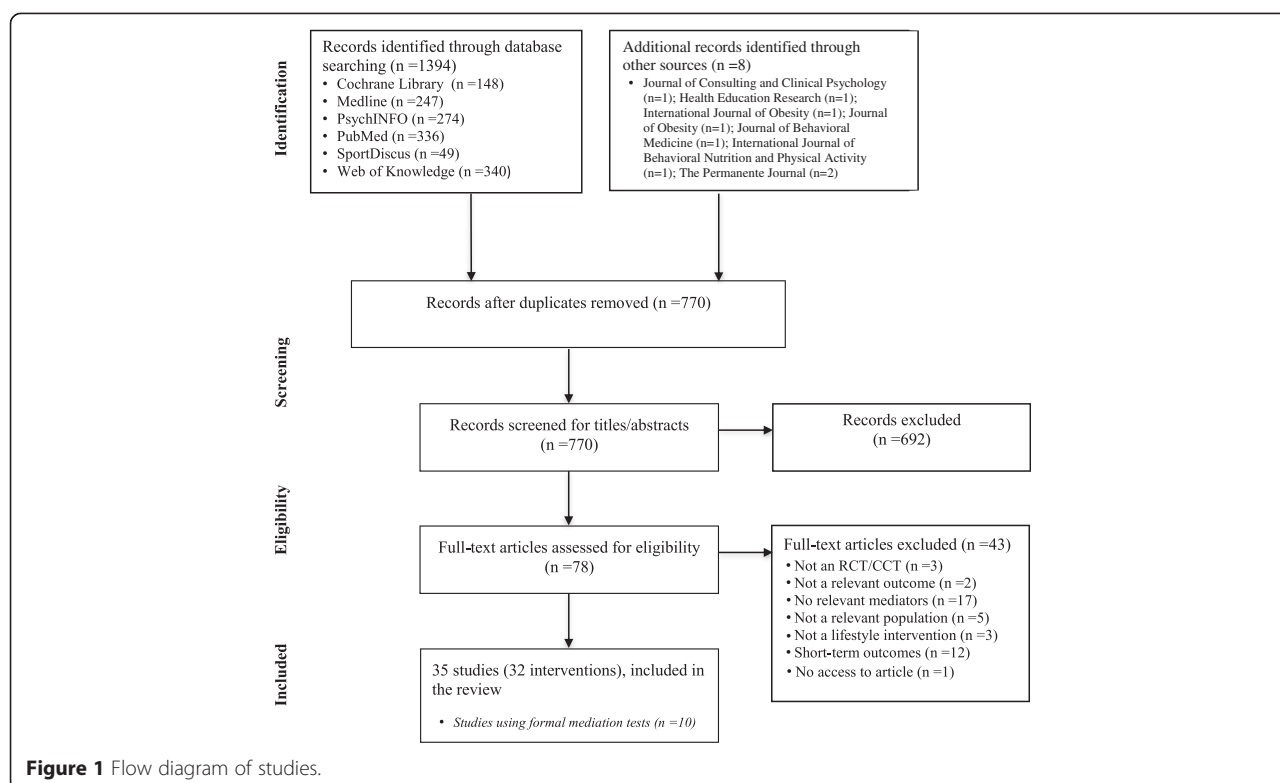 Identification
Records identified through database
searching (n =1394)
• Cochrane Library (n =148)
• Medline (n =247)
• PsychINFO (n =274)
• PubMed (n =336)
• SportDiscus (n =49)
• Web of Knowledge (n =340)
Additional records identified through
other sources (n =8)
• Journal of Consulting and Clinical Psychology
(n=1); Health Education Research (n=1);
International Journal of Obesity (n=1); Journal
of Obesity (n=1); Journal of Behavioral
Medicine (n=1); International Journal of
Behavioral Nutrition and Physical Activity
(n=1); The Permanente Journal (n=2)
Records after duplicates removed (n =770)
Screening
Records screened for titles/abstracts
(n =770)
Records excluded
(n =692)
Eligibility
Full-text articles assessed for eligibility
(n =78)
Full-text articles excluded (n =43)
• Not an RCT/CCT (n =3)
• Not a relevant outcome (n =2)
• No relevant mediators (n =17)
• Not a relevant population (n =5)
• Not a lifestyle intervention (n =3)
• Short-term outcomes (n =12)
• No access to article (n =1)
Included
35 studies (32 interventions), included in
the review
• Studies using formal mediation tests (n =10)
Figure 1 Flow diagram of studies.